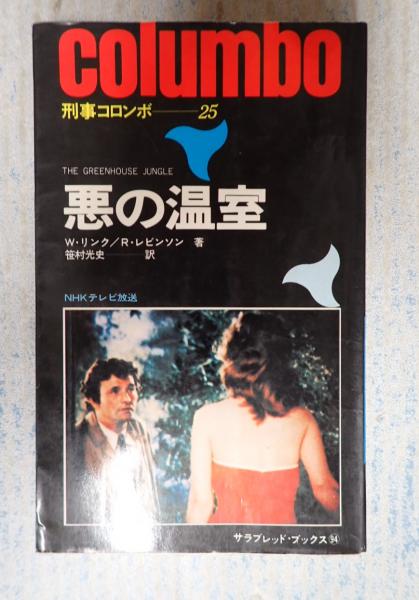 columbo
刑事コロンボ——25
THE GREENHOUSE JUNGLE
悪の温室
W・リンク／R・レビンソン 著
笹村光史——訳
NHKテレビ放送
サラブレッド・ブックス94